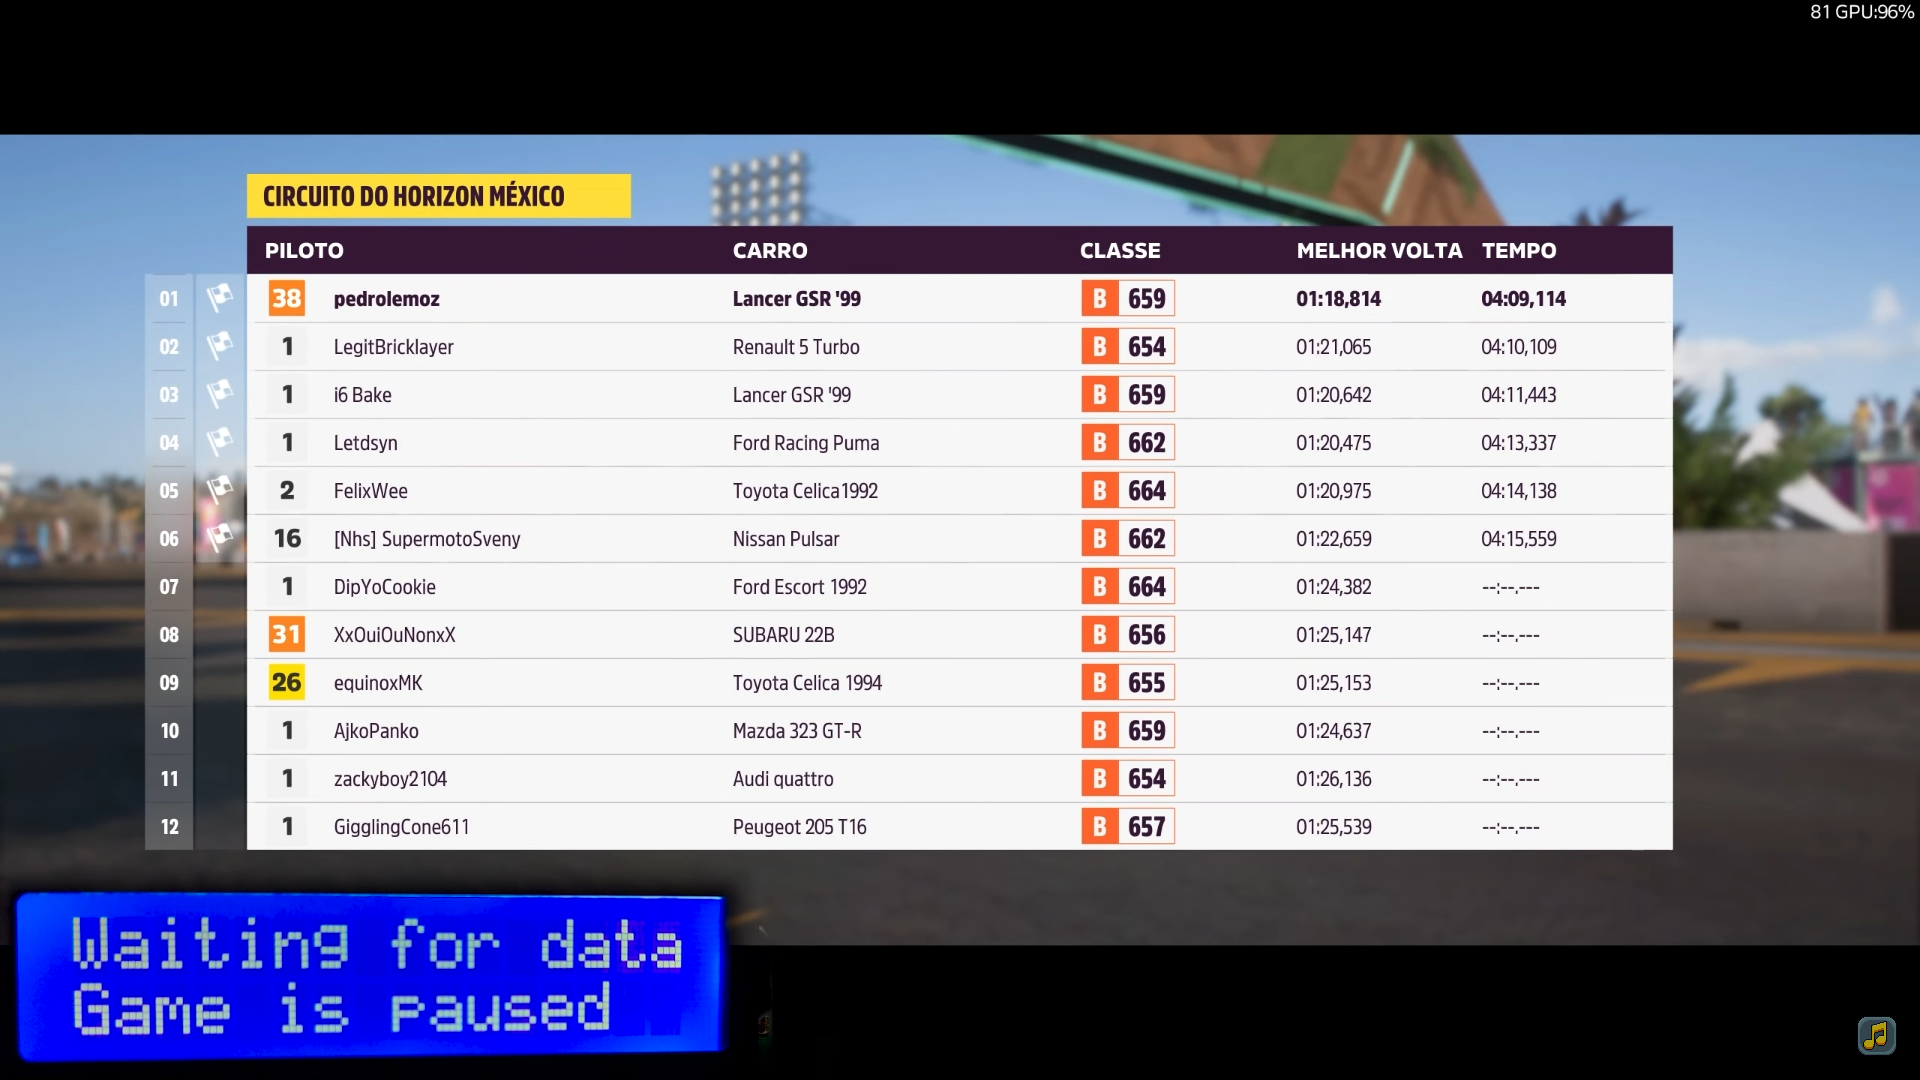 81 GPU:96%
CIRCUITO DO HORIZON MÉXICO
PILOTO CARRO CLASSE MELHOR VOLTA TEMPO
01 38 pedrolemoz Lancer GSR '99 B 659 01:18,814 04:09,114
02 1 LegitBricklayer Renault 5 Turbo B 654 01:21,065 04:10,109
03 1 i6 Bake Lancer GSR '99 B 659 01:20,642 04:11,443
04 1 Letdsyn Ford Racing Puma B 662 01:20,475 04:13,337
05 2 FelixWee Toyota Celica1992 B 664 01:20,975 04:14,138
06 16 [Nhs] SupermotoSveny Nissan Pulsar B 662 01:22,659 04:15,559
07 1 DipYoCookie Ford Escort 1992 B 664 01:24,382 --:--.---
08 31 XxOuiOuNonxX SUBARU 22B B 656 01:25,147 --:--.---
09 26 equinoxMK Toyota Celica 1994 B 655 01:25,153 --:--.---
10 1 AjkoPanko Mazda 323 GT-R B 659 01:24,637 --:--.---
11 1 zackyboy2104 Audi quattro B 654 01:26,136 --:--.---
12 1 GigglingCone611 Peugeot 205 T16 B 657 01:25,539 --:--.---
Waiting for data
Game is paused